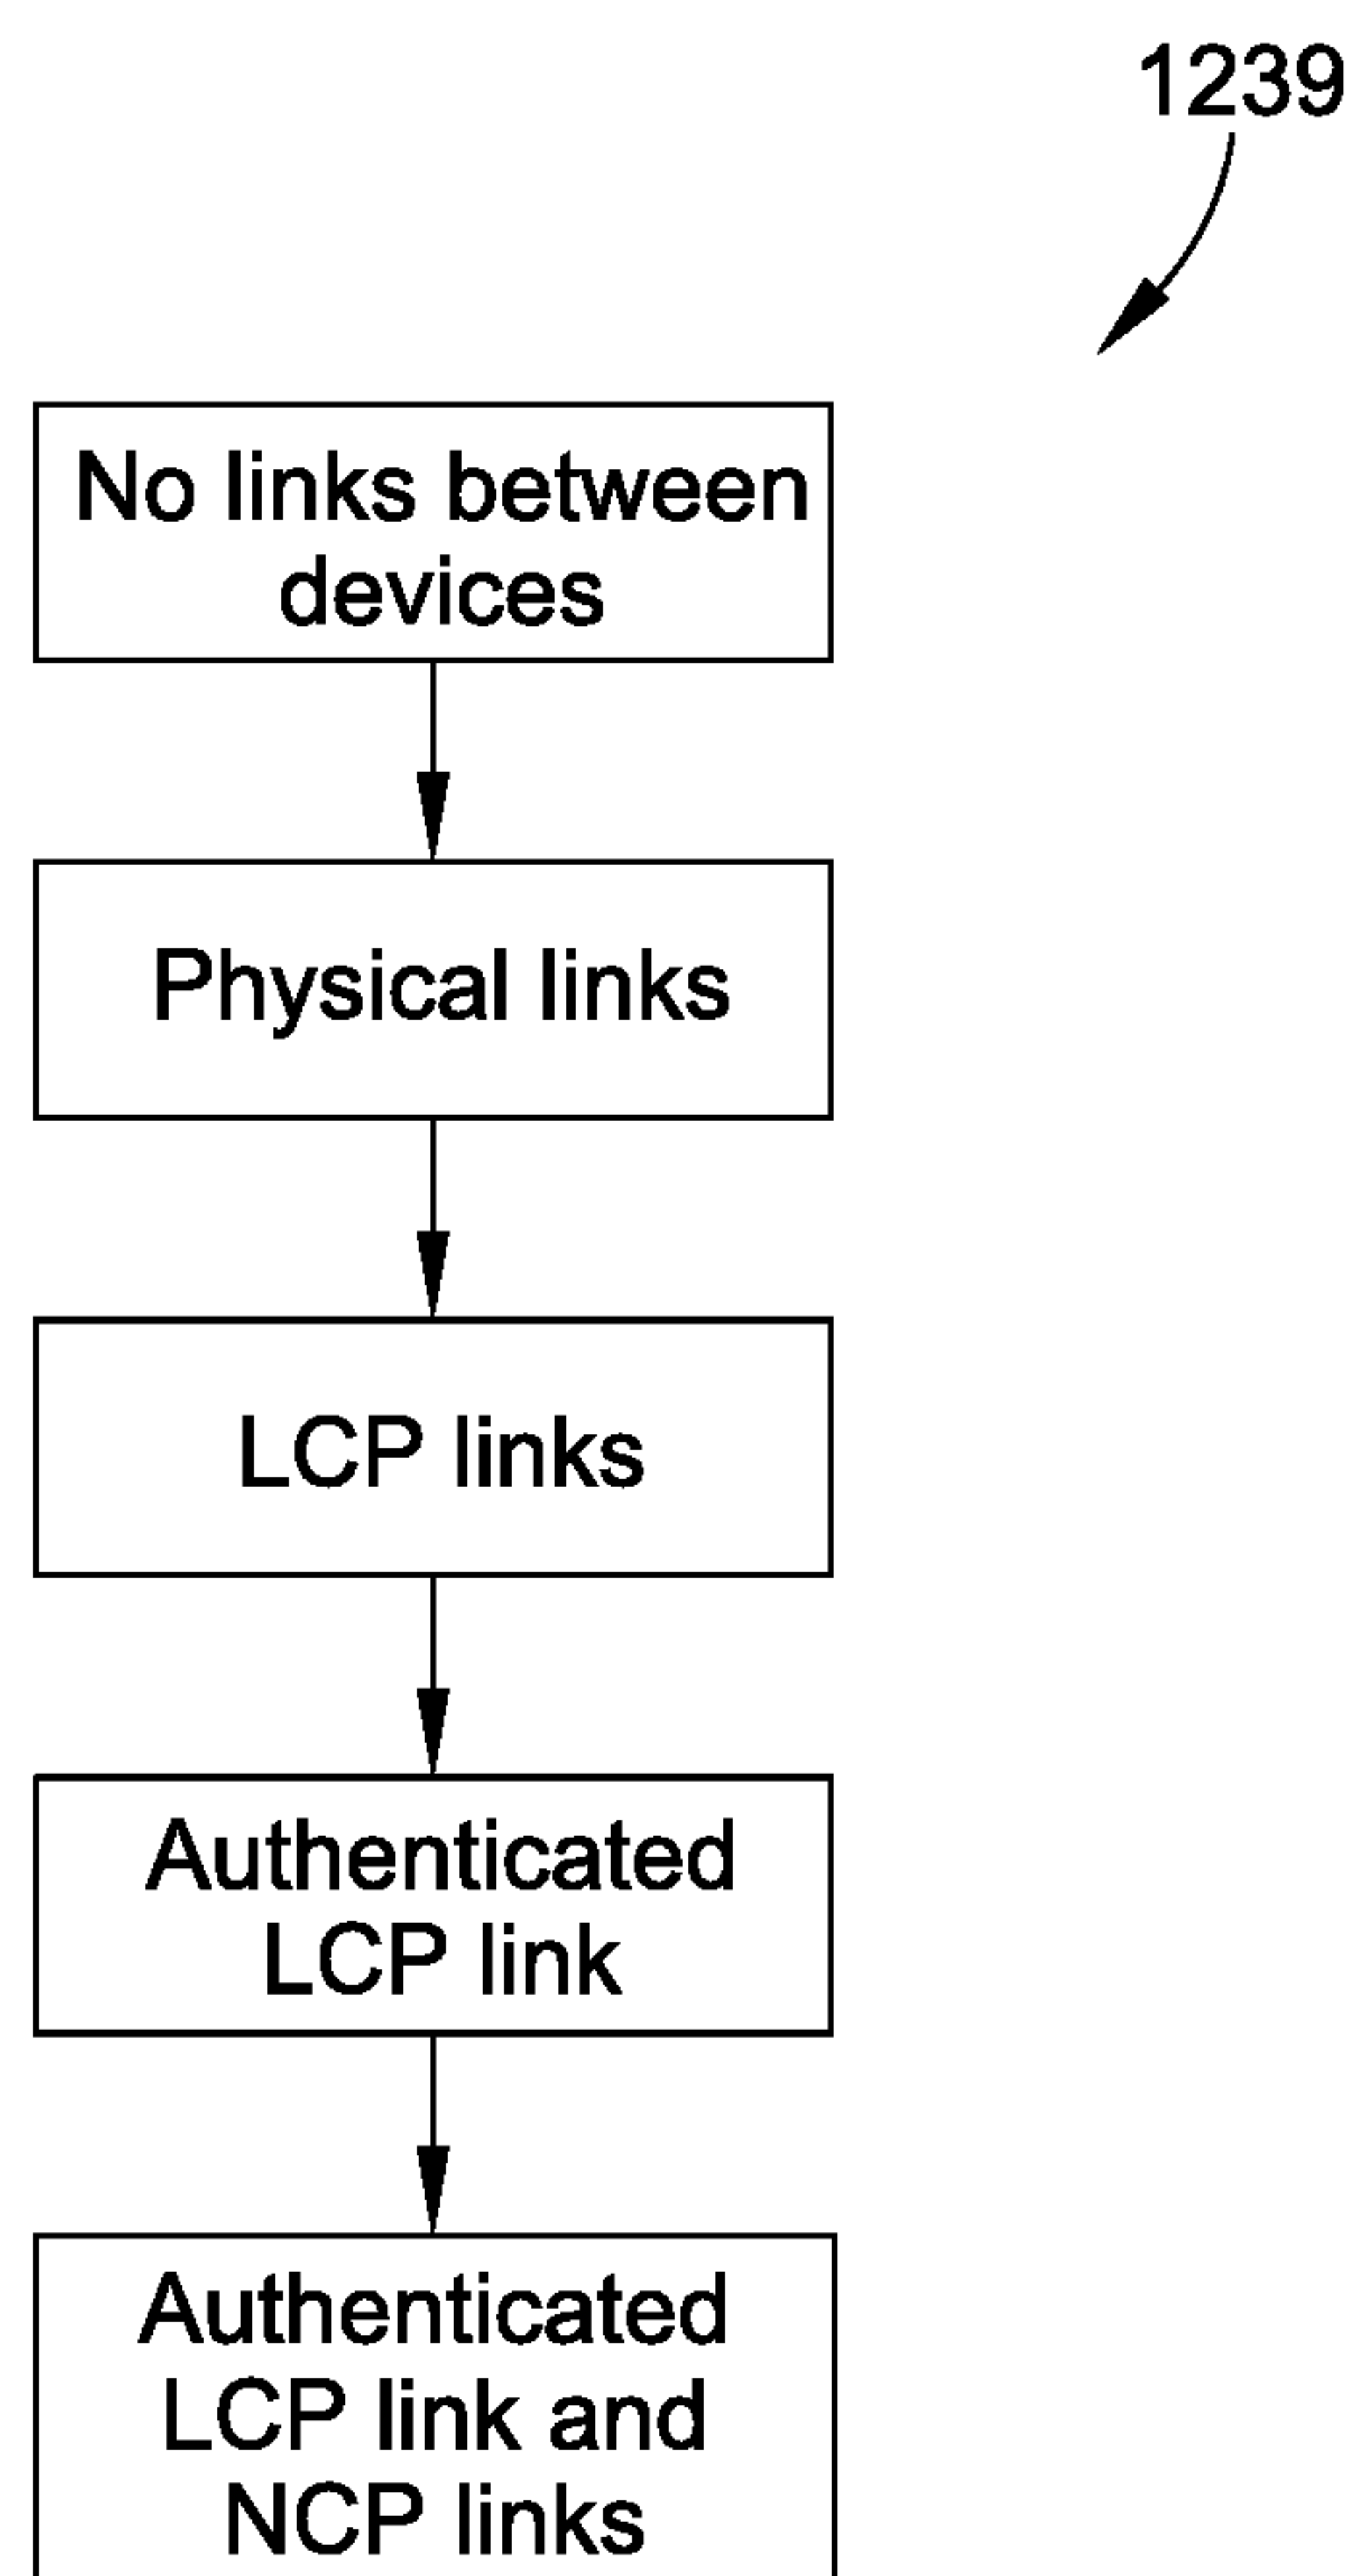 1239
No links between
devices
Physical links
LCP links
Authenticated
LCP link
Authenticated
LCP link and
NCP links